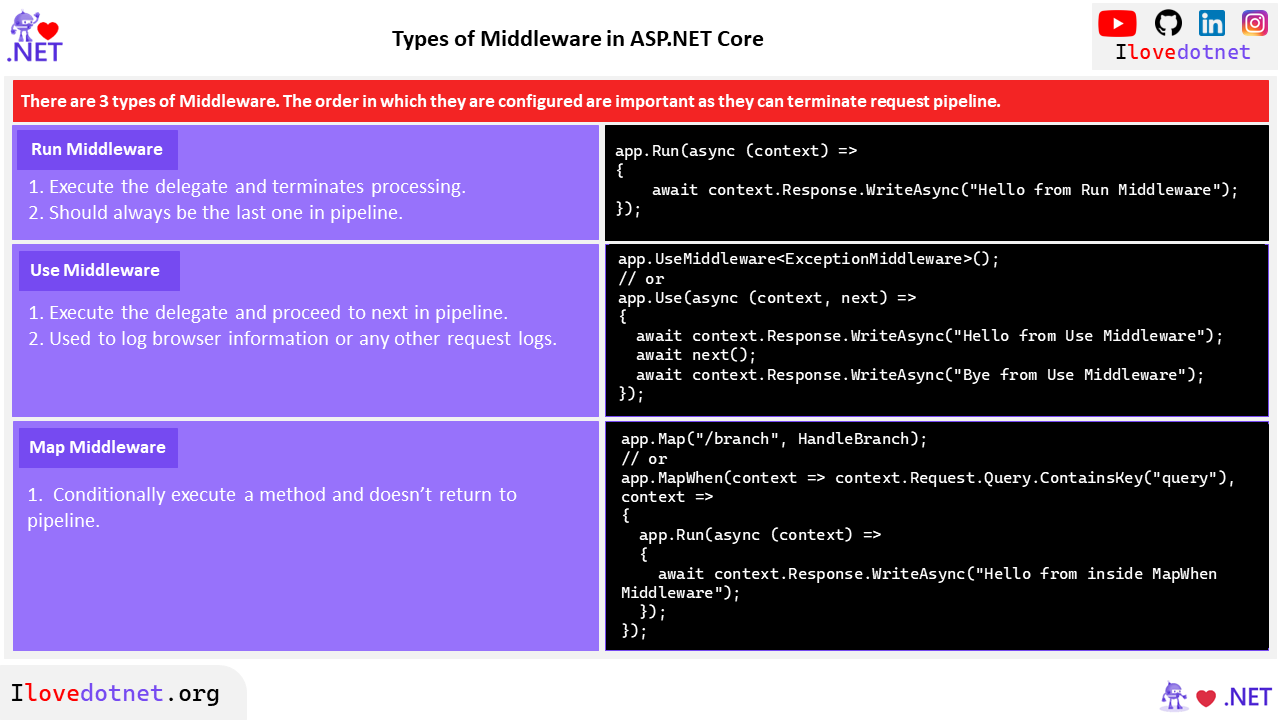 .NET
Types of Middleware in ASP.NET Core
Ilovedotnet
There are 3 types of Middleware. The order in which they are configured are important as they can terminate request pipeline.
Run Middleware
1. Execute the delegate and terminates processing.
2. Should always be the last one in pipeline.
app.Run(async (context) =>
{
    await context.Response.WriteAsync("Hello from Run Middleware");
});
Use Middleware
1. Execute the delegate and proceed to next in pipeline.
2. Used to log browser information or any other request logs.
app.UseMiddleware<ExceptionMiddleware>();
// or
app.Use(async (context, next) =>
{
  await context.Response.WriteAsync("Hello from Use Middleware");
  await next();
  await context.Response.WriteAsync("Bye from Use Middleware");
});
Map Middleware
1. Conditionally execute a method and doesn’t return to
pipeline.
app.Map("/branch", HandleBranch);
// or
app.MapWhen(context => context.Request.Query.ContainsKey("query"),
context =>
{
  app.Run(async (context) =>
  {
    await context.Response.WriteAsync("Hello from inside MapWhen
Middleware");
  });
});
Ilovedotnet.org
.NET